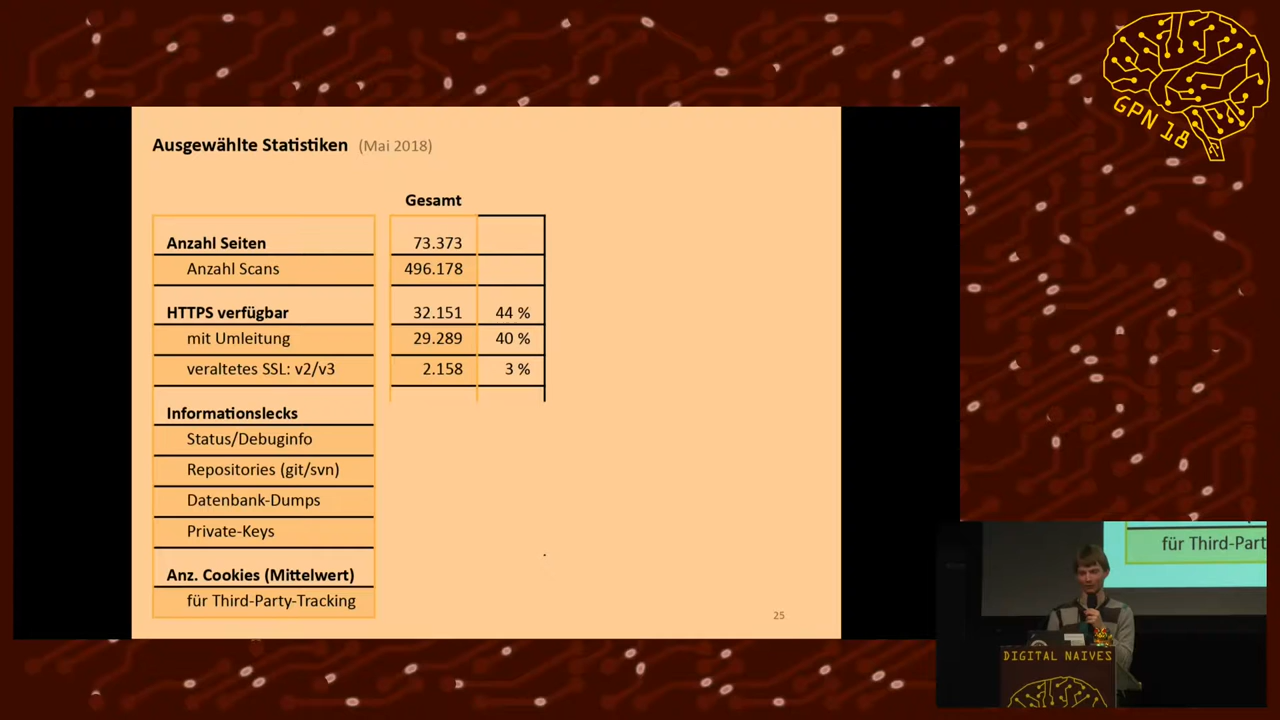 GPN 18
Ausgewählte Statistiken (Mai 2018)
Gesamt
Anzahl Seiten 73.373
Anzahl Scans 496.178
HTTPS verfügbar 32.151 44 %
mit Umleitung 29.289 40 %
veraltetes SSL: v2/v3 2.158 3 %
Informationslecks
Status/Debuginfo
Repositories (git/svn)
Datenbank-Dumps
Private-Keys
Anz. Cookies (Mittelwert)
für Third-Party-Tracking
25
für Third-Part
DIGITAL NAIVES